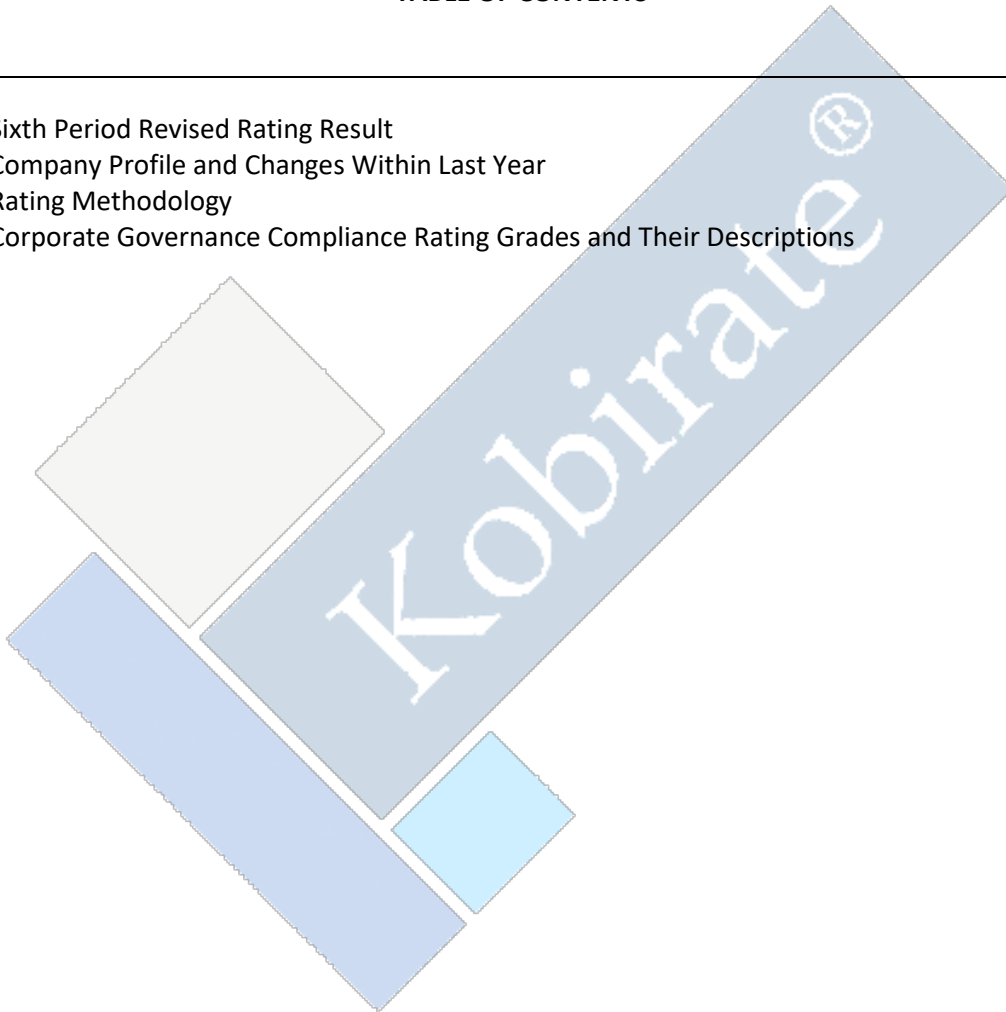 TABLE OF CONTENTS
Sixth Period Revised Rating Result
Company Profile and Changes Within Last Year
Rating Methodology
Corporate Governance Compliance Rating Grades and Their Descriptions
Kobirate ®